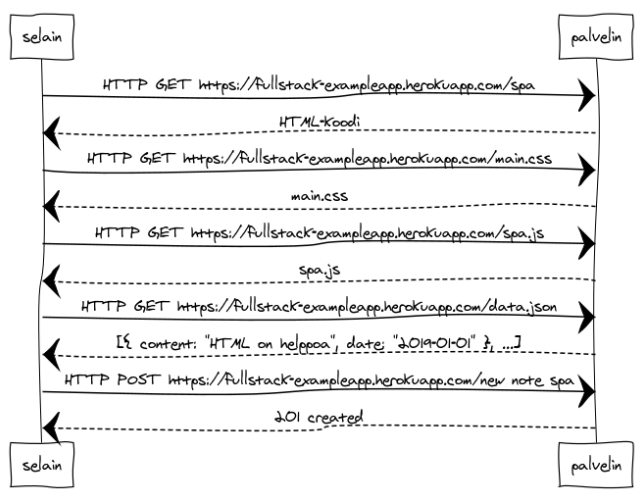 selain palvelin
HTTP GET https://fullstack-exampleapp.herokuapp.com/spa
HTML-koodi
HTTP GET https://fullstack-exampleapp.herokuapp.com/main.css
main.css
HTTP GET https://fullstack-exampleapp.herokuapp.com/spa.js
spa.js
HTTP GET https://fullstack-exampleapp.herokuapp.com/data.json
[{ content: "HTML on helppoa", date: "2019-01-01" }, ...]
HTTP POST https://fullstack-exampleapp.herokuapp.com/new note spa
201 created
selain palvelin